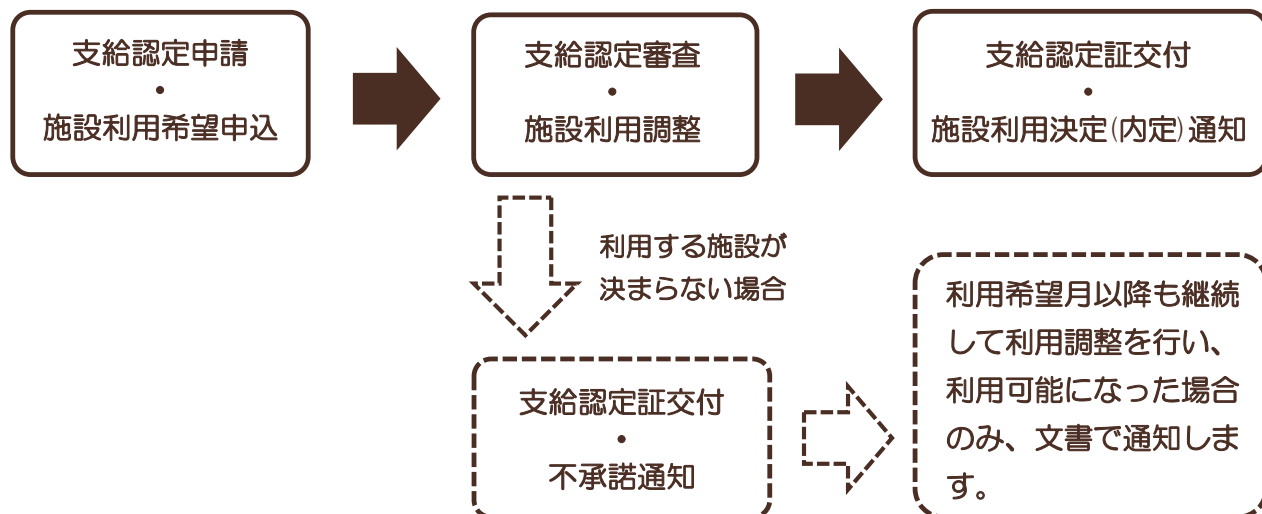 支給認定申請
・
施設利用希望申込
支給認定審査
・
施設利用調整
支給認定証交付
・
施設利用決定(内定)通知
利用する施設が
決まらない場合
支給認定証交付
・
不承諾通知
利用希望月以降も継続
して利用調整を行い、
利用可能になった場合
のみ、文書で通知しま
す。